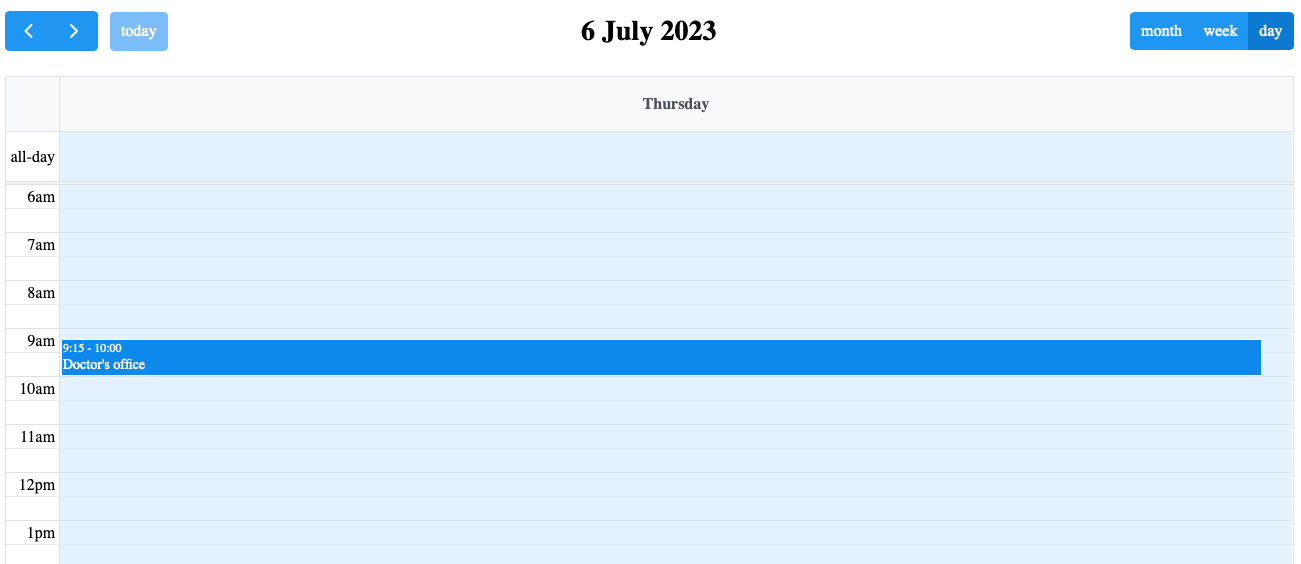 today
6 July 2023
month week day
Thursday
all-day
6am
7am
8am
9am
9:15 - 10:00
Doctor's office
10am
11am
12pm
1pm